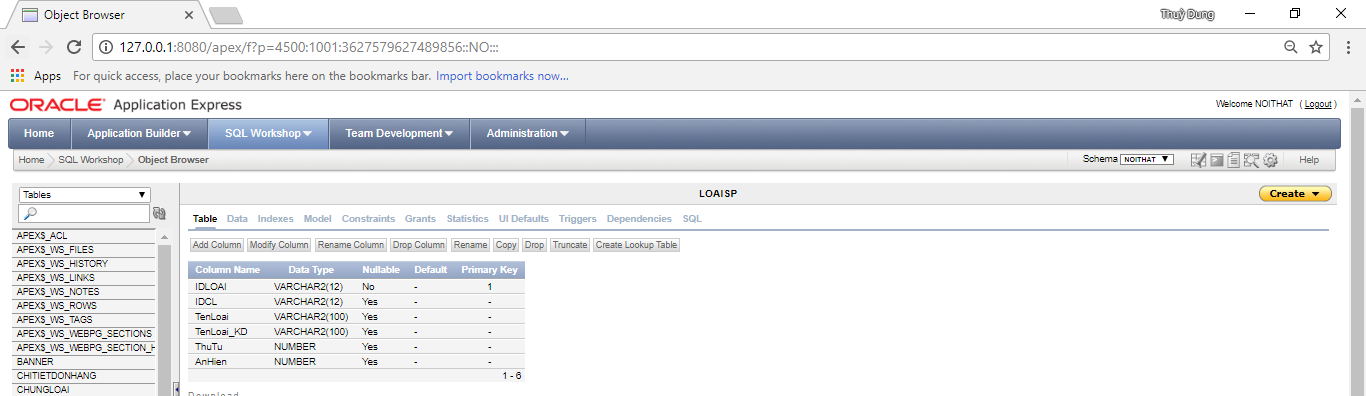 Object Browser
Thuỳ Dung
127.0.0.1:8080/apex/f?p=4500:1001:3627579627489856::NO:::
Apps For quick access, place your bookmarks here on the bookmarks bar. Import bookmarks now...
ORACLE Application Express
Welcome NOITHAT ( Logout )
Home Application Builder SQL Workshop Team Development Administration
Home SQL Workshop Object Browser
Schema NOITHAT Help
Tables
LOAISP
Create
Table Data Indexes Model Constraints Grants Statistics UI Defaults Triggers Dependencies SQL
Add Column Modify Column Rename Column Drop Column Rename Copy Drop Truncate Create Lookup Table
APEX$_ACL
APEX$_WS_FILES
APEX$_WS_HISTORY
APEX$_WS_LINKS
APEX$_WS_NOTES
APEX$_WS_ROWS
APEX$_WS_TAGS
APEX$_WS_WEBPG_SECTIONS
APEX$_WS_WEBPG_SECTION_H
BANNER
CHITIETDONHANG
CHUNGLOAI
Column Name Data Type Nullable Default Primary Key
IDLOAI VARCHAR2(12) No - 1
IDCL VARCHAR2(12) Yes - -
TenLoai VARCHAR2(100) Yes - -
TenLoai_KD VARCHAR2(100) Yes - -
ThuTu NUMBER Yes - -
AnHien NUMBER Yes - -
1 - 6
Download